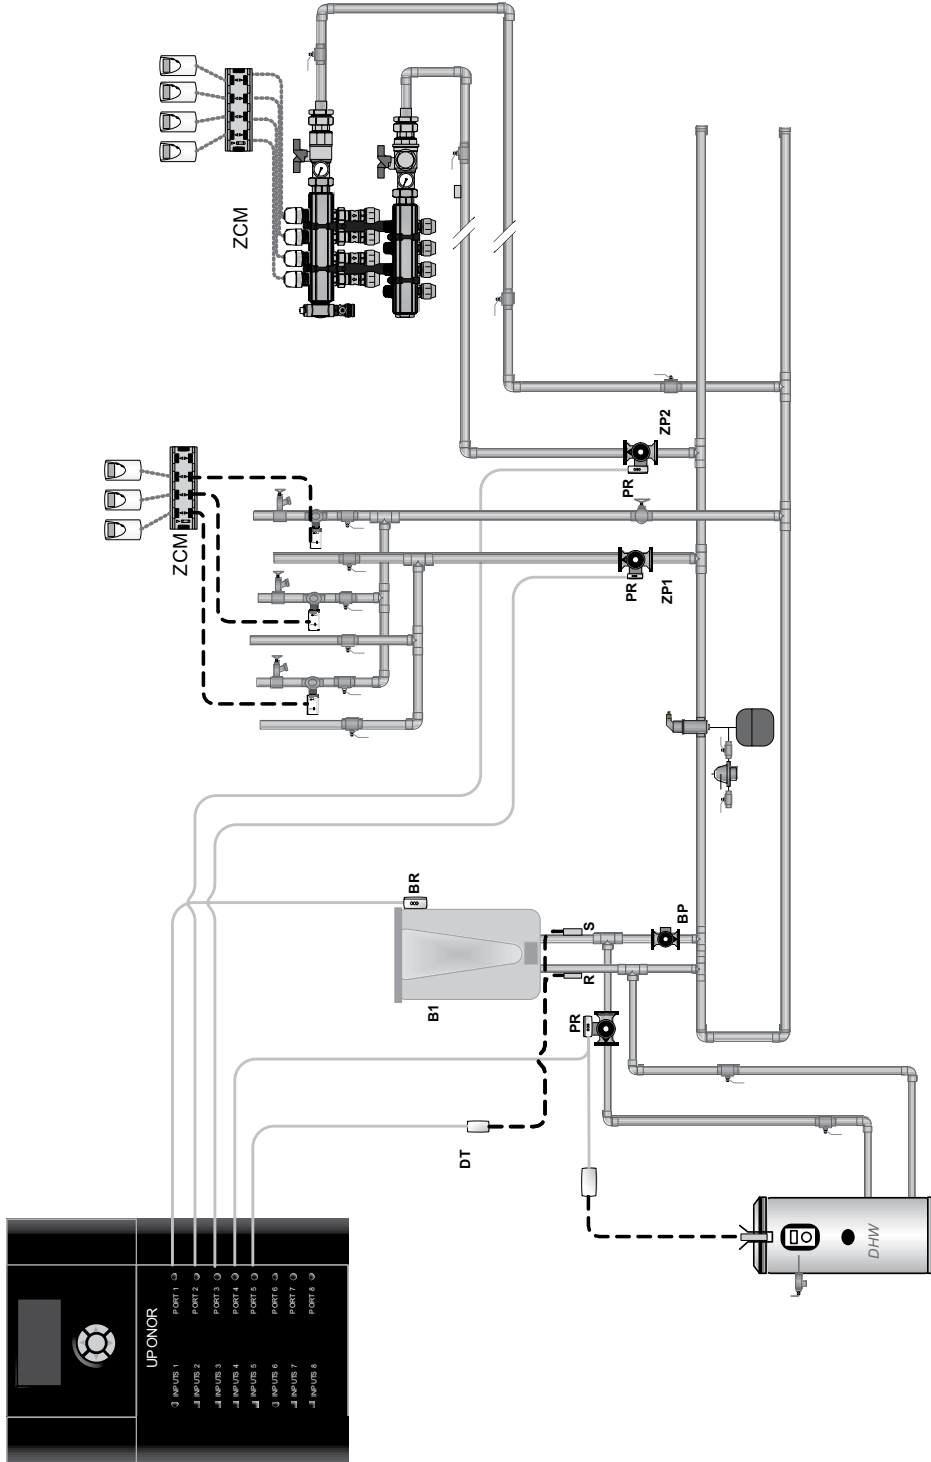 ZCM
ZCM
ZP2
PR
PR
ZP1
BR
BP
S
R
B1
PR
DT
DHW
UPONOR
PORT 1
PORT 2
PORT 3
PORT 4
PORT 5
PORT 6
PORT 7
PORT 8
INPUTS 1
INPUTS 2
INPUTS 3
INPUTS 4
INPUTS 5
INPUTS 6
INPUTS 7
INPUTS 8